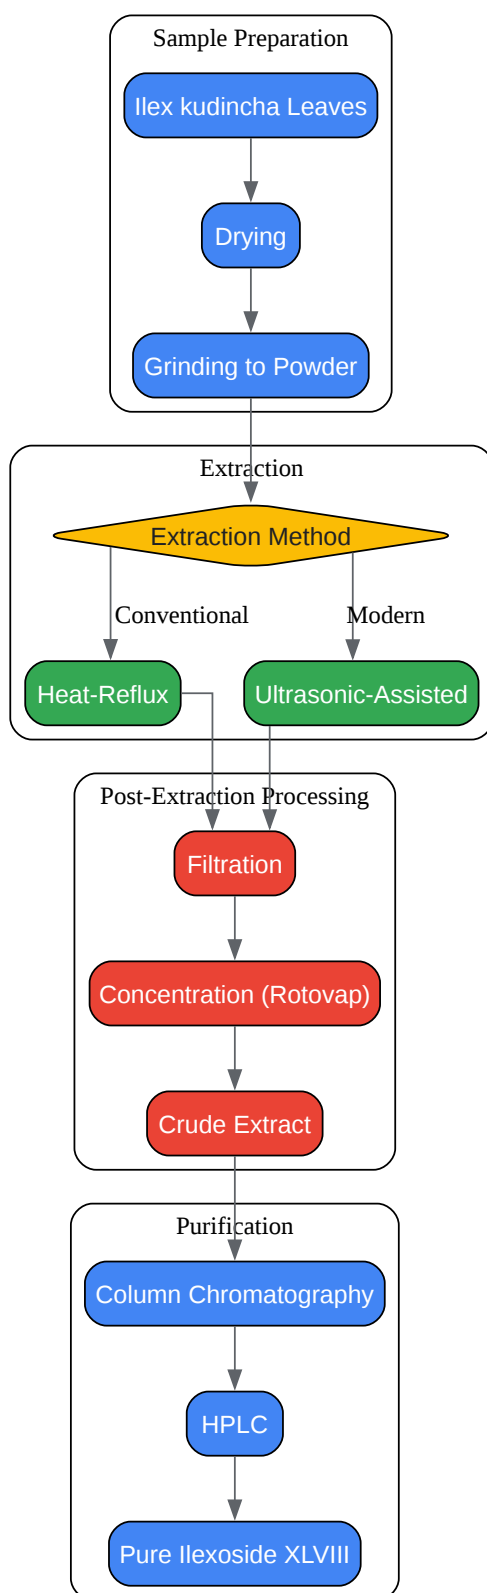 Sample Preparation
Ilex kudincha Leaves
Drying
Grinding to Powder
Extraction
Extraction Method
Conventional
Modern
Heat-Reflux
Ultrasonic-Assisted
Post-Extraction Processing
Filtration
Concentration (Rotovap)
Crude Extract
Purification
Column Chromatography
HPLC
Pure Ilexoside XLVIII